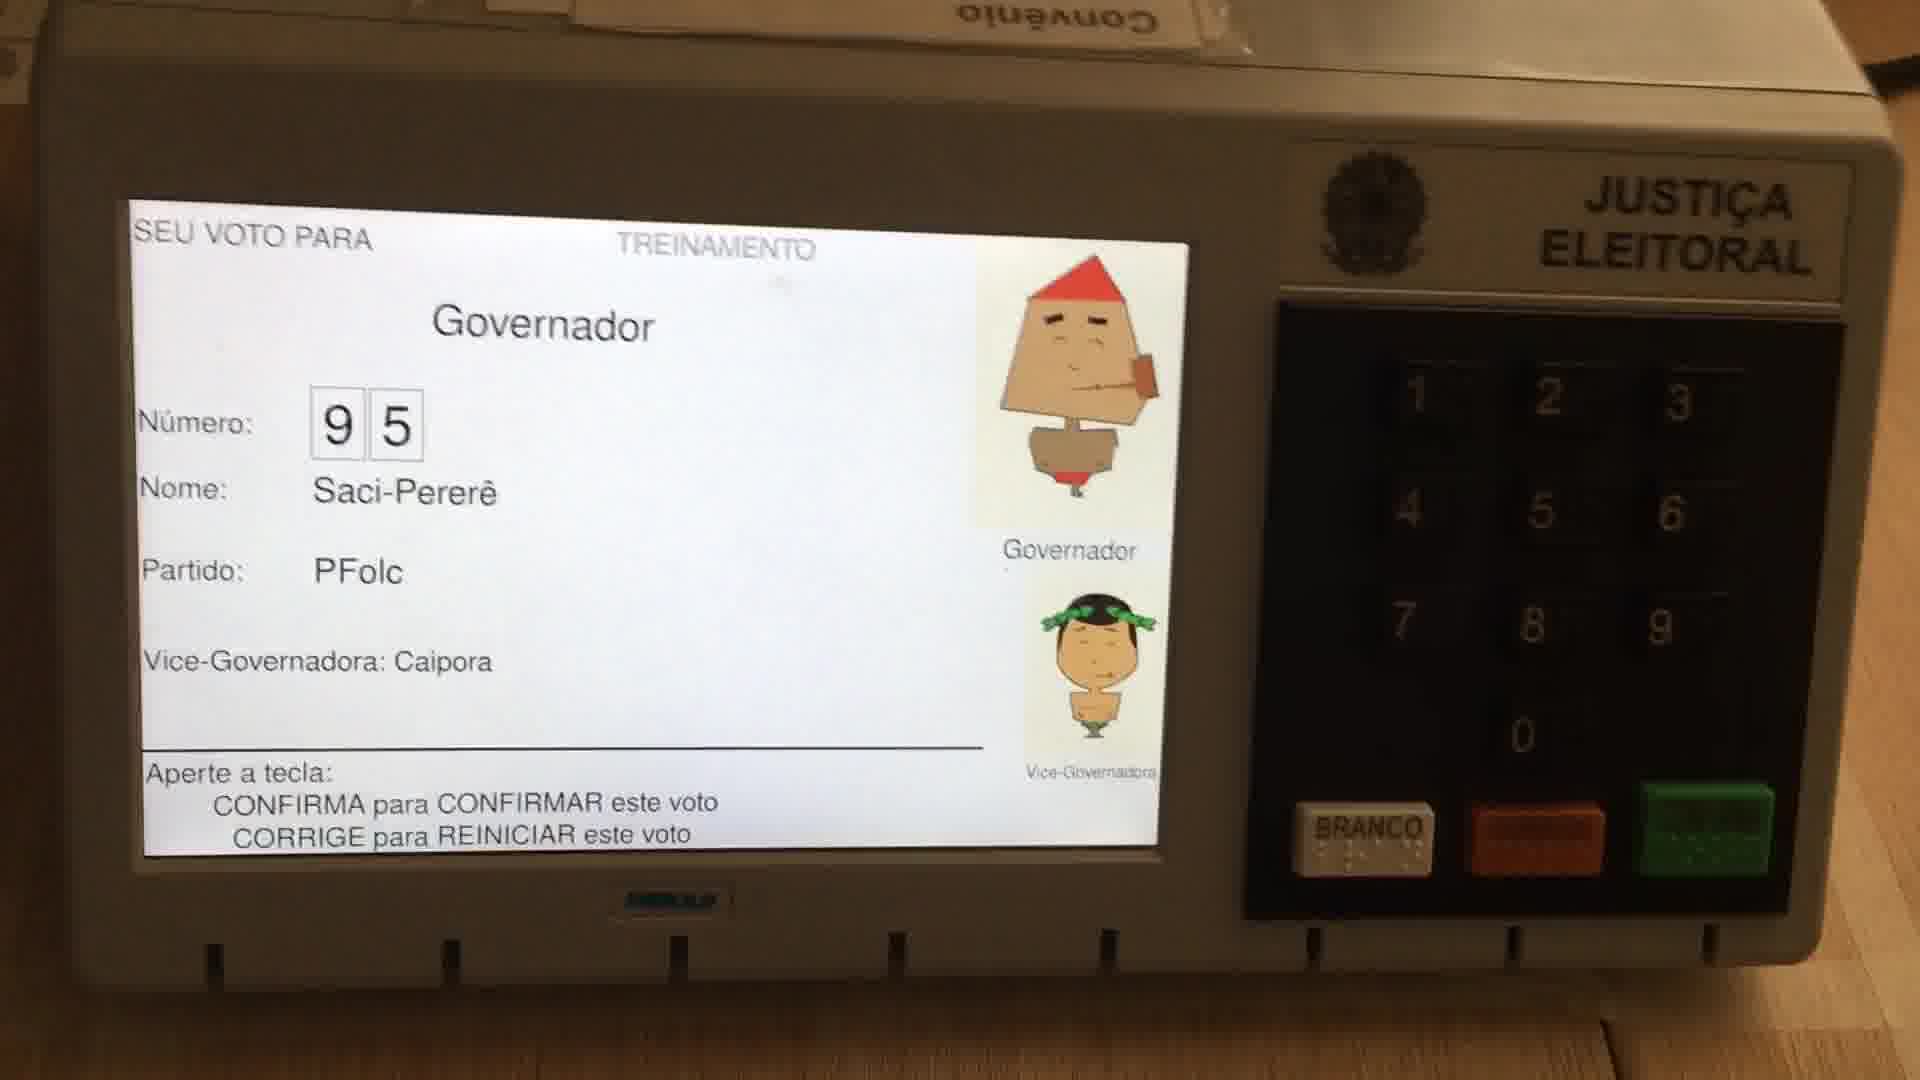 Convênio
JUSTIÇA
ELEITORAL
SEU VOTO PARA
TREINAMENTO
Governador
Número: 9 5
Nome: Saci-Pererê
Partido: PFolc
Vice-Governadora: Caipora
Governador
Vice-Governadora
Aperte a tecla:
CONFIRMA para CONFIRMAR este voto
CORRIGE para REINICIAR este voto
1 2 3
4 5 6
7 8 9
0
BRANCO